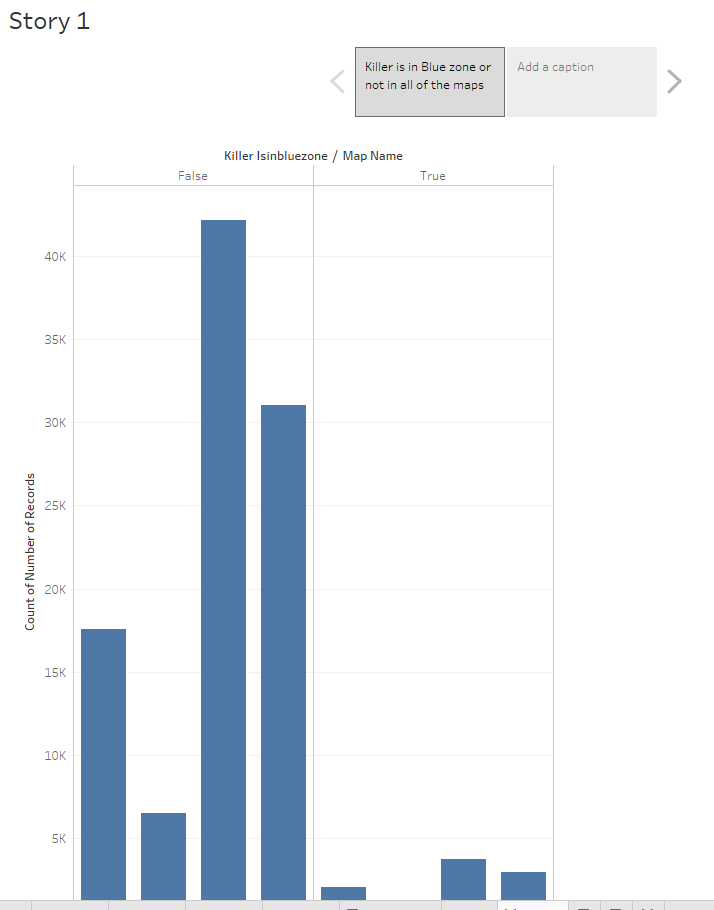 Story 1
Killer is in Blue zone or
not in all of the maps
Add a caption
Killer Isinbluezone / Map Name
False
True
40K
35K
30K
25K
20K
15K
10K
5K
Count of Number of Records